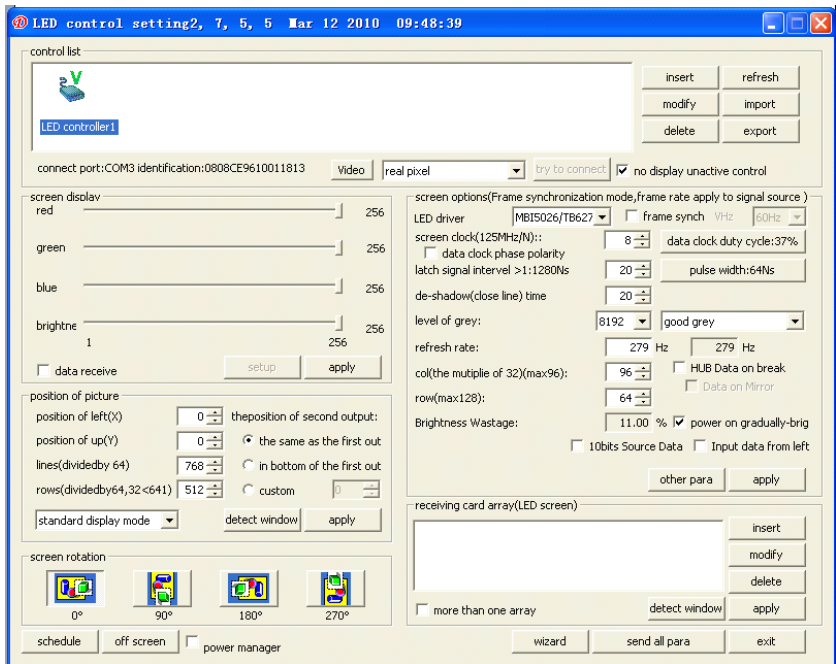 LED control setting2, 7, 5, 5 Mar 12 2010 09:48:39
control list
LED controller1
insert refresh
modify import
delete export
connect port:COM3 identification:0808CE9610011813 Video real pixel try to connect no display unactive control
screen display
red 256
green 256
blue 256
brightne 256
1 256
data receive setup apply
position of picture
position of left(X) 0 theposition of second output:
position of up(Y) 0 the same as the first out
lines(dividedby 64) 768 in bottom of the first out
rows(dividedby64,32<641) 512 custom 0
standard display mode detect window apply
screen rotation
0° 90° 180° 270°
screen options(Frame synchronization mode,frame rate apply to signal source )
LED driver MBI5026/TB627 frame synch VHz 60Hz
screen clock(125MHz/N):: 8 data clock duty cycle:37%
data clock phase polarity
latch signal intervel >1:1280Ns 20 pulse width:64Ns
de-shadow(close line) time 20
level of grey: 8192 good grey
refresh rate: 279 Hz 279 Hz
col(the mutiplie of 32)(max96): 96 HUB Data on break
Data on Mirror
row(max128): 64
Brightness Wastage: 11.00 % power on gradually-brig
10bits Source Data Input data from left
other para apply
receiving card array(LED screen)
insert
modify
delete
more than one array detect window apply
schedule off screen power manager wizard send all para exit